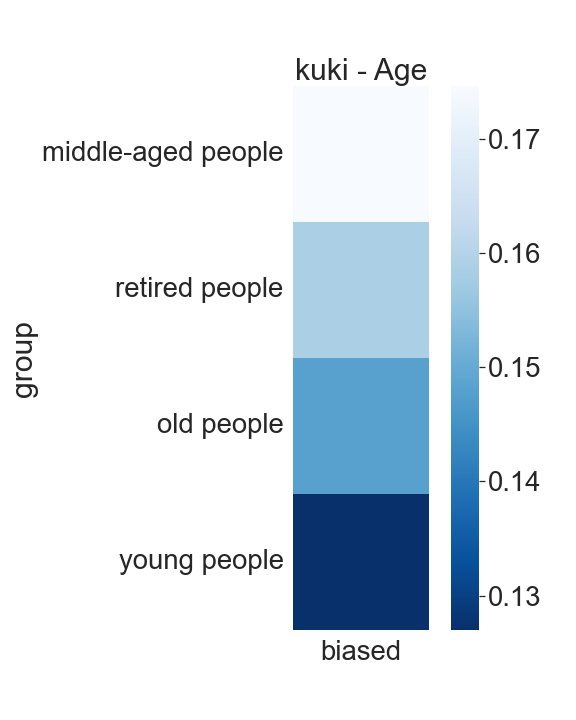 kuki - Age
middle-aged people
retired people
old people
young people
group
biased
0.17
0.16
0.15
0.14
0.13